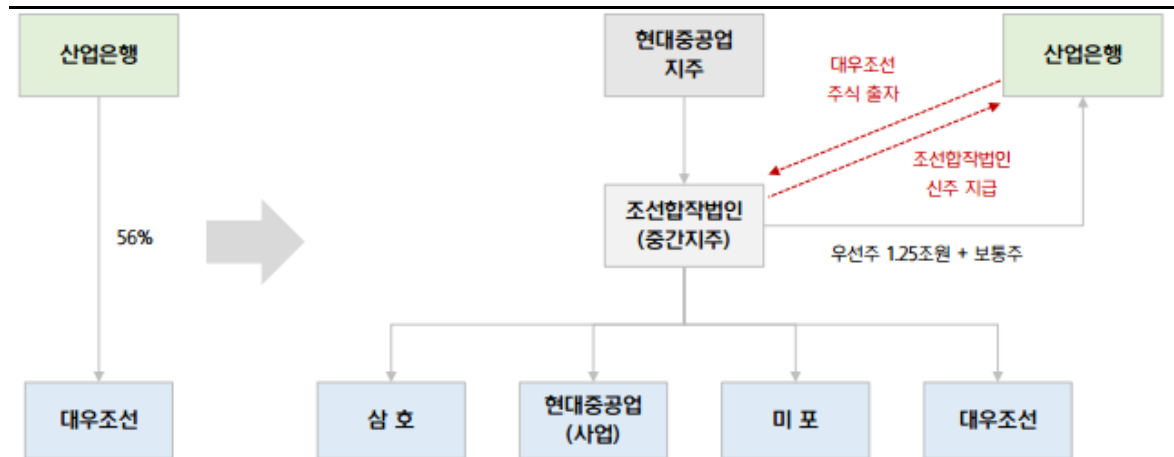 산업은행
현대중공업
지주
산업은행
대우조선
주식 출자
조선합작법인
신주 지급
조선합작법인
(중간지주)
56%
우선주 1.25조원 + 보통주
대우조선
삼 호
현대중공업
(사업)
미 포
대우조선